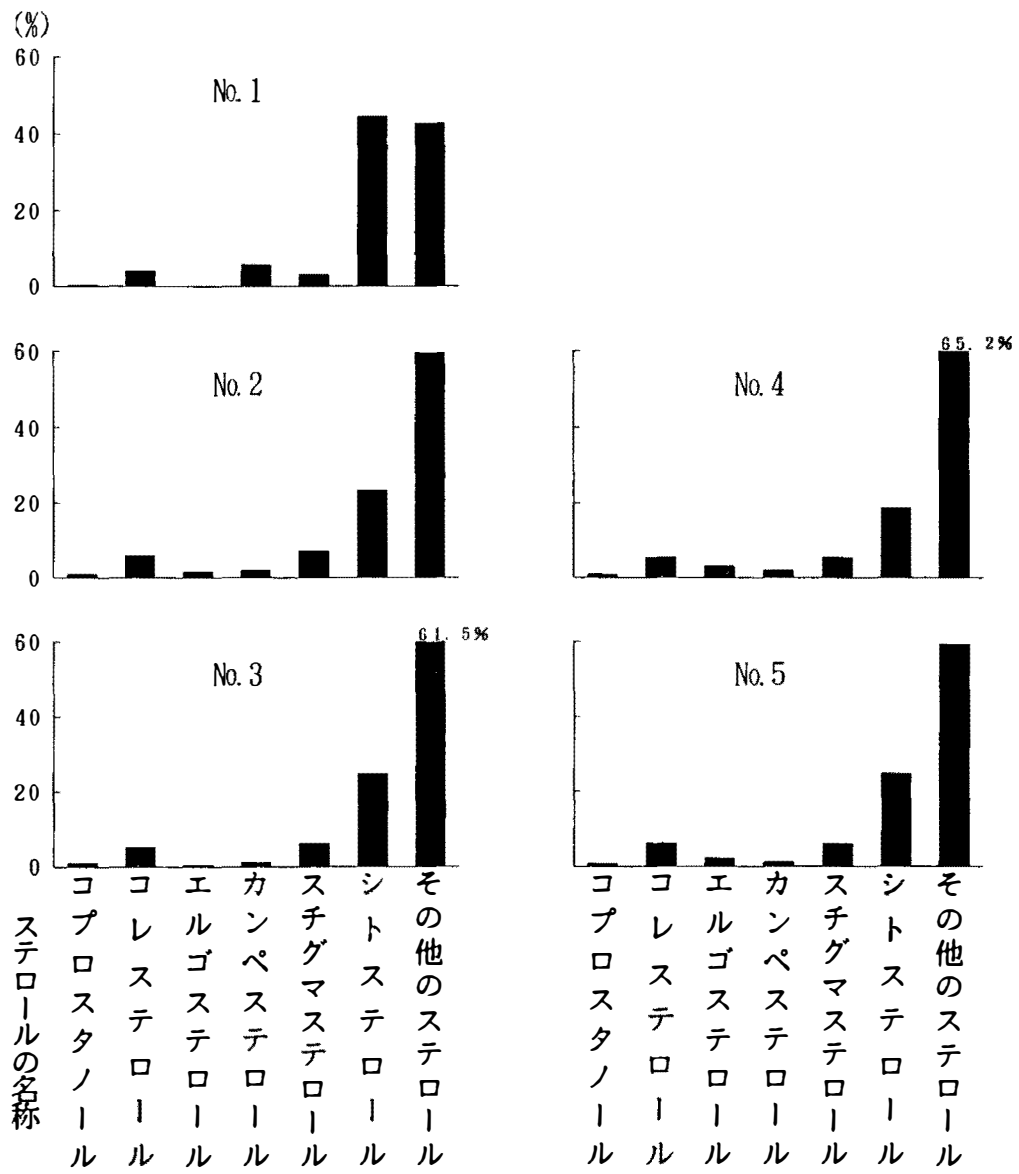 (%)
60
40
20
0
No. 1
60
40
20
0
No. 2
No. 4
65. 2%
60
40
20
0
No. 3
61. 5%
No. 5
ステロールの名称
コプロスタノール
コレステロール
エルゴステロール
カンペステロール
スチグマステロール
シトステロール
その他のステロール
コプロスタノール
コレステロール
エルゴステロール
カンペステロール
スチグマステロール
シトステロール
その他のステロール